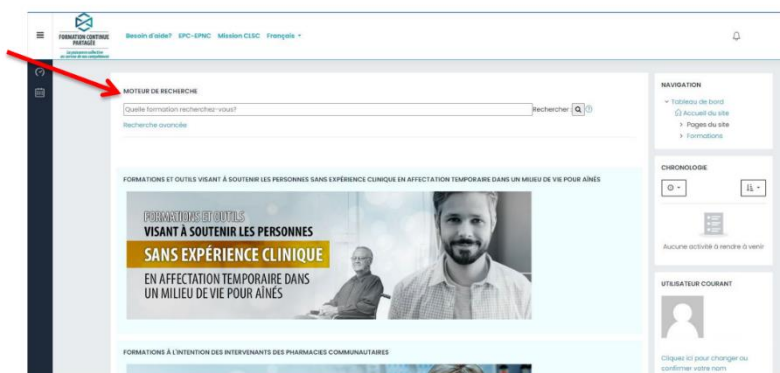 FORMATION CONTINUE
PARTAGÉE
Besoin d'aide? EPC-EPNC Mission CLSC Français
MOTEUR DE RECHERCHE
Quelle formation recherchez-vous?
Rechercher
Recherche avancée
FORMATIONS ET OUTILS VISANT À SOUTENIR LES PERSONNES SANS EXPÉRIENCE CLINIQUE EN AFFECTATION TEMPORAIRE DANS UN MILIEU DE VIE POUR AÎNÉS
FORMATIONS ET OUTILS
VISANT À SOUTENIR LES PERSONNES
SANS EXPÉRIENCE CLINIQUE
EN AFFECTATION TEMPORAIRE DANS
UN MILIEU DE VIE POUR AÎNÉS
FORMATIONS À L'INTENTION DES INTERVENANTS DES PHARMACIES COMMUNAUTAIRES
NAVIGATION
Tableau de bord
Accueil du site
Pages du site
Formations
CHRONOLOGIE
Aucune activité à rendre à venir
UTILISATEUR COURANT
Cliquez ici pour changer ou
confirmer votre nom